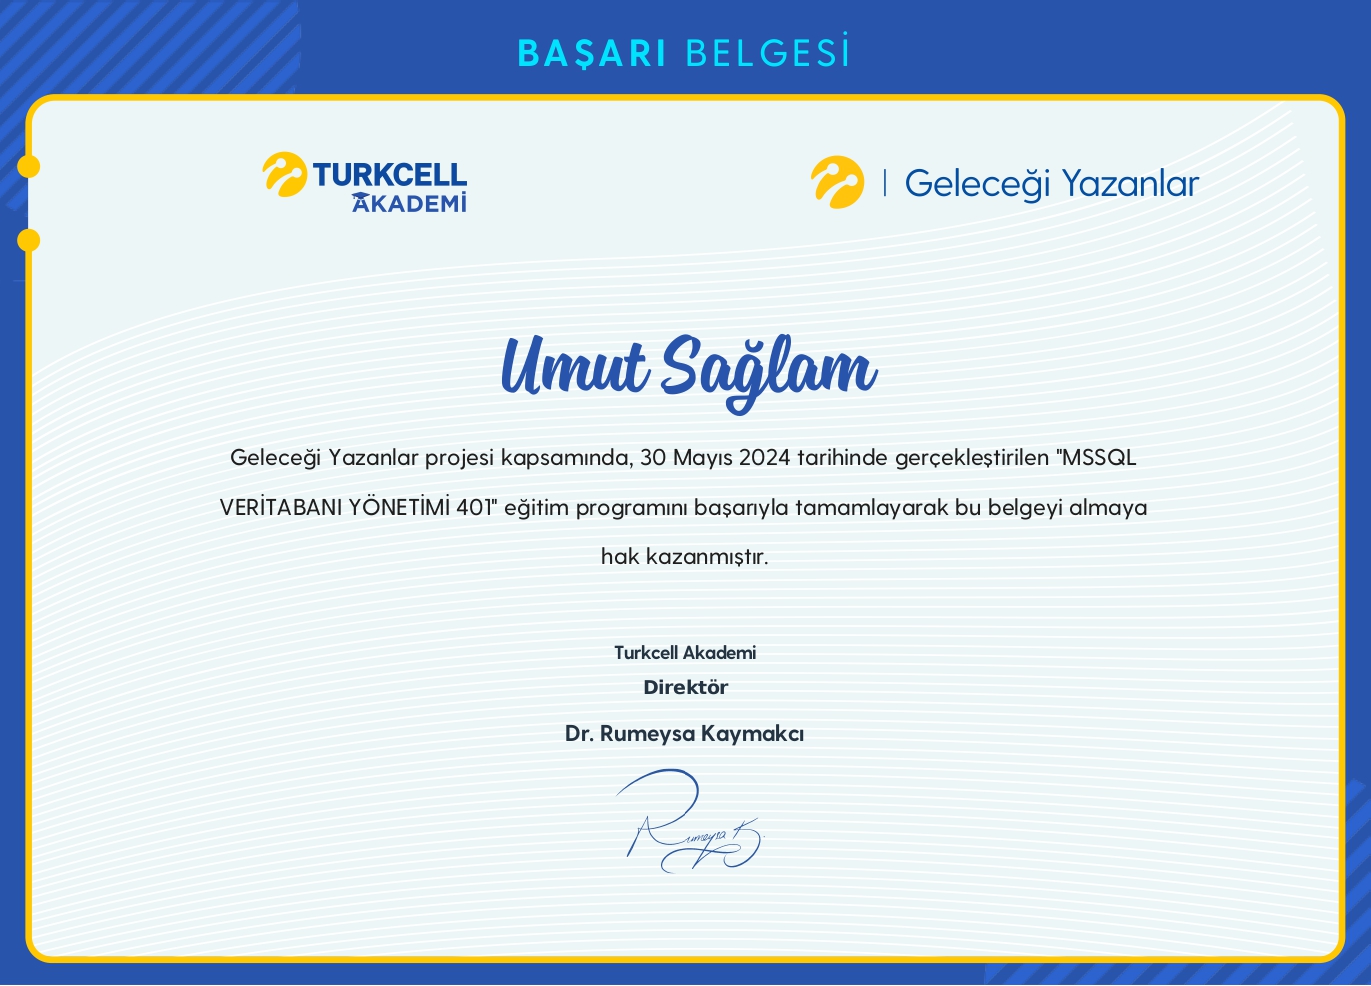 BAŞARI BELGESİ
TURKCELL
AKADEMİ
Geleceği Yazanlar
Umut Sağlam
Geleceği Yazanlar projesi kapsamında, 30 Mayıs 2024 tarihinde gerçekleştirilen "MSSQL
VERİTABANI YÖNETİMİ 401" eğitim programını başarıyla tamamlayarak bu belgeyi almaya
hak kazanmıştır.
Turkcell Akademi
Direktör
Dr. Rumeysa Kaymakcı
Rumeysa K.